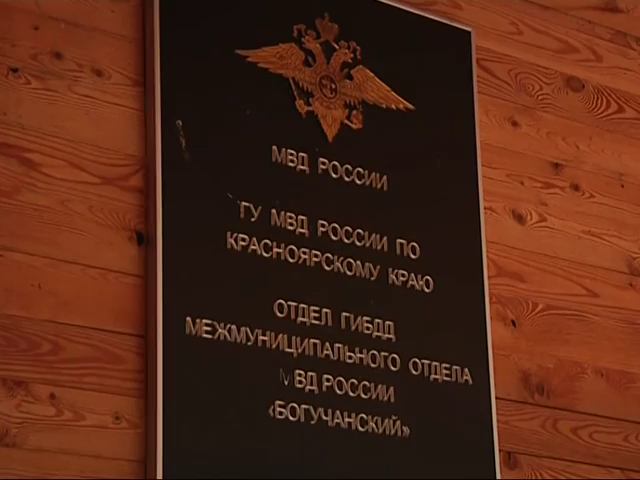 МВД РОССИИ
ГУ МВД РОССИИ ПО
КРАСНОЯРСКОМУ КРАЮ
ОТДЕЛ ГИБДД
МЕЖМУНИЦИПАЛЬНОГО ОТДЕЛА
МВД РОССИИ
«БОГУЧАНСКИЙ»